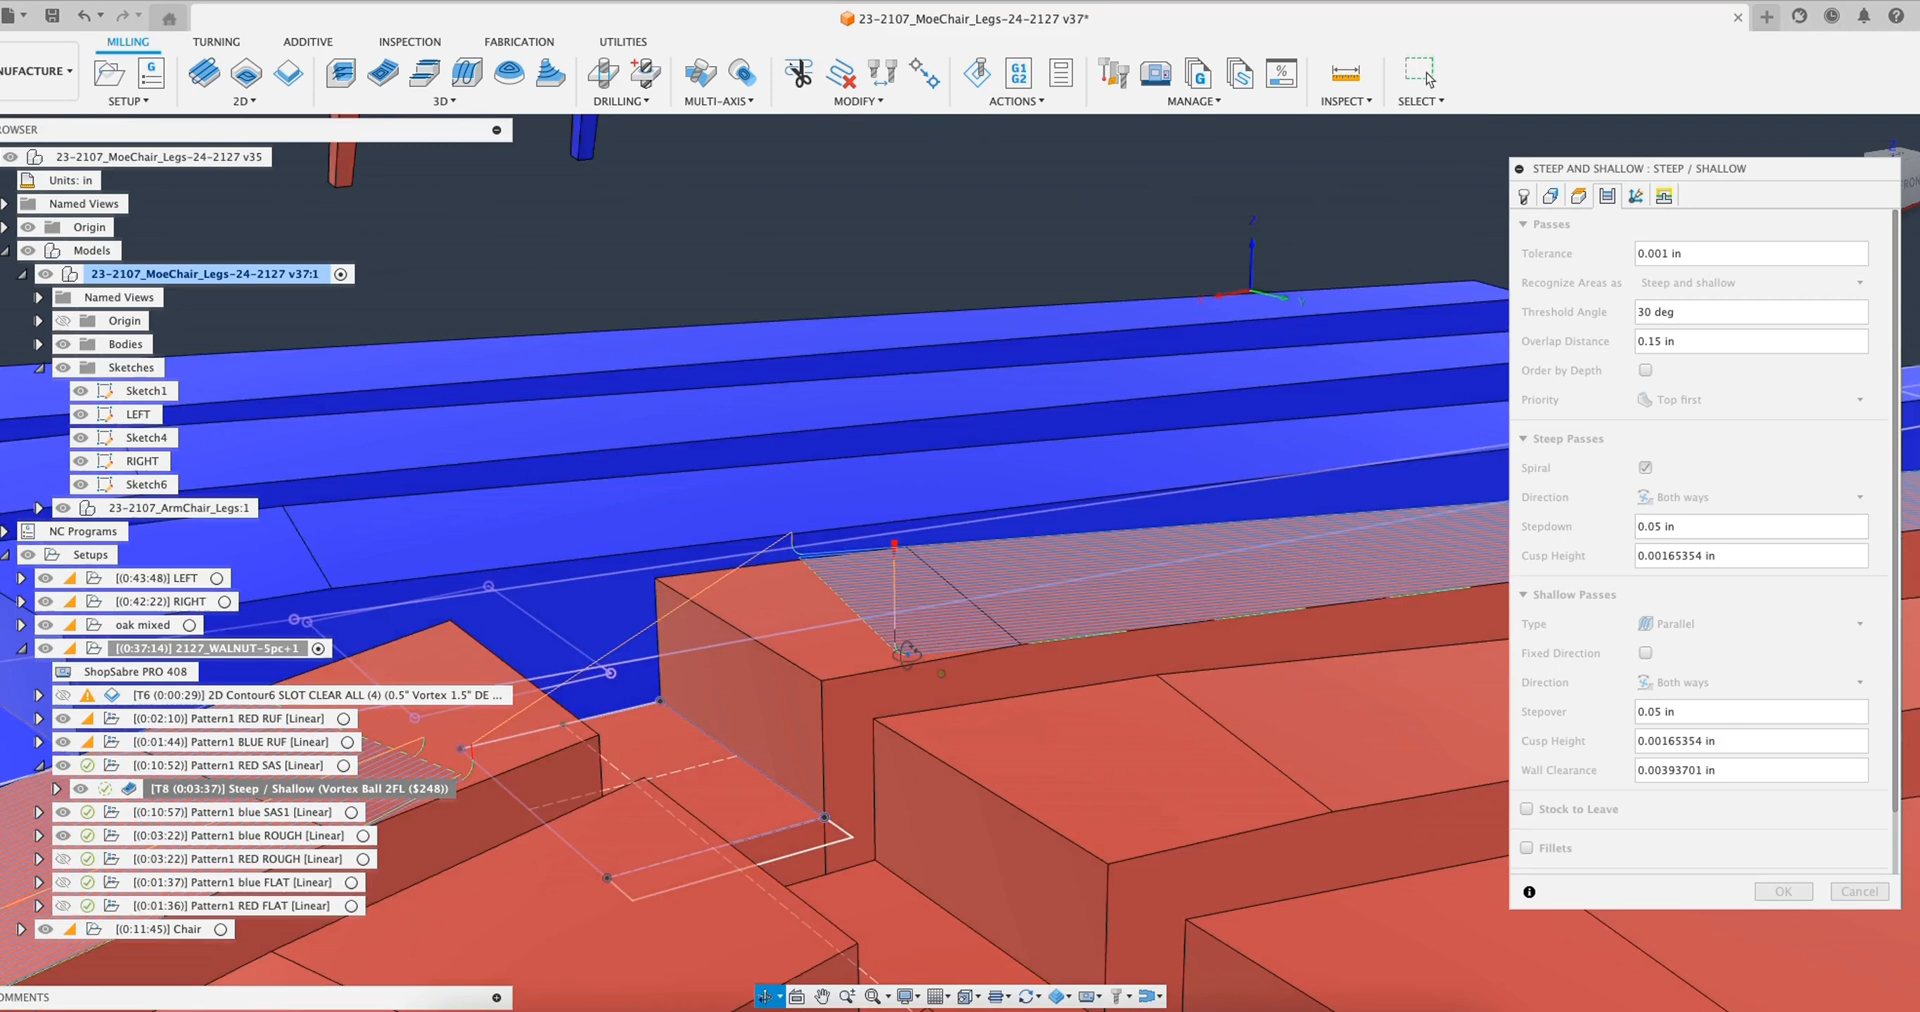 23-2107_MoeChair_Legs-24-2127 v37*
MILLING TURNING ADDITIVE INSPECTION FABRICATION UTILITIES
NUFACTURE
SETUP 2D 3D DRILLING MULTI-AXIS MODIFY ACTIONS MANAGE INSPECT SELECT
G
G1
G2
G
%
ROWSER
23-2107_MoeChair_Legs-24-2127 v35
Units: in
Named Views
Origin
Models
23-2107_MoeChair_Legs-24-2127 v37:1
Named Views
Origin
Bodies
Sketches
Sketch1
LEFT
Sketch4
RIGHT
Sketch6
23-2107_ArmChair_Legs:1
NC Programs
Setups
[(0:43:48)] LEFT
[(0:42:22)] RIGHT
oak mixed
[(0:37:14)] 2127_WALNUT-5pc+1
ShopSabre PRO 408
[T6 (0:00:29)] 2D Contour6 SLOT CLEAR ALL (4) (0.5" Vortex 1.5" DE ...
[(0:02:10)] Pattern1 RED RUF [Linear]
[(0:01:44)] Pattern1 BLUE RUF [Linear]
[(0:10:52)] Pattern1 RED SAS [Linear]
[T8 (0:03:37)] Steep / Shallow (Vortex Ball 2FL ($248))
[(0:10:57)] Pattern1 blue SAS1 [Linear]
[(0:03:22)] Pattern1 blue ROUGH [Linear]
[(0:03:22)] Pattern1 RED ROUGH [Linear]
[(0:01:37)] Pattern1 blue FLAT [Linear]
[(0:01:36)] Pattern1 RED FLAT [Linear]
[(0:11:45)] Chair
OMMENTS
Z
X
Y
Z
STEEP AND SHALLOW : STEEP / SHALLOW
Passes
Tolerance 0.001 in
Recognize Areas as Steep and shallow
Threshold Angle 30 deg
Overlap Distance 0.15 in
Order by Depth
Priority Top first
Steep Passes
Spiral
Direction Both ways
Stepdown 0.05 in
Cusp Height 0.00165354 in
Shallow Passes
Type Parallel
Fixed Direction
Direction Both ways
Stepover 0.05 in
Cusp Height 0.00165354 in
Wall Clearance 0.00393701 in
Stock to Leave
Fillets
OK Cancel